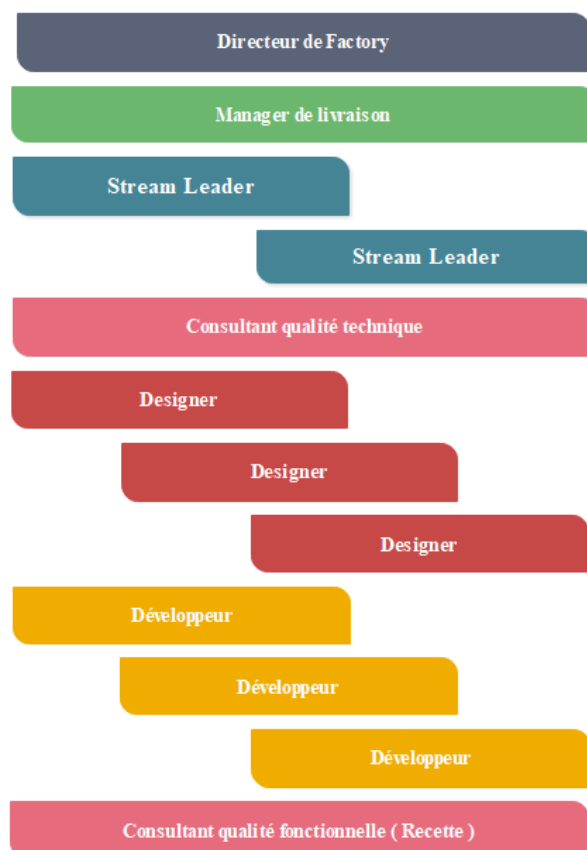 Directeur de Factory
Manager de livraison
Stream Leader
Stream Leader
Consultant qualité technique
Designer
Designer
Designer
Développeur
Développeur
Développeur
Consultant qualité fonctionnelle ( Recette )